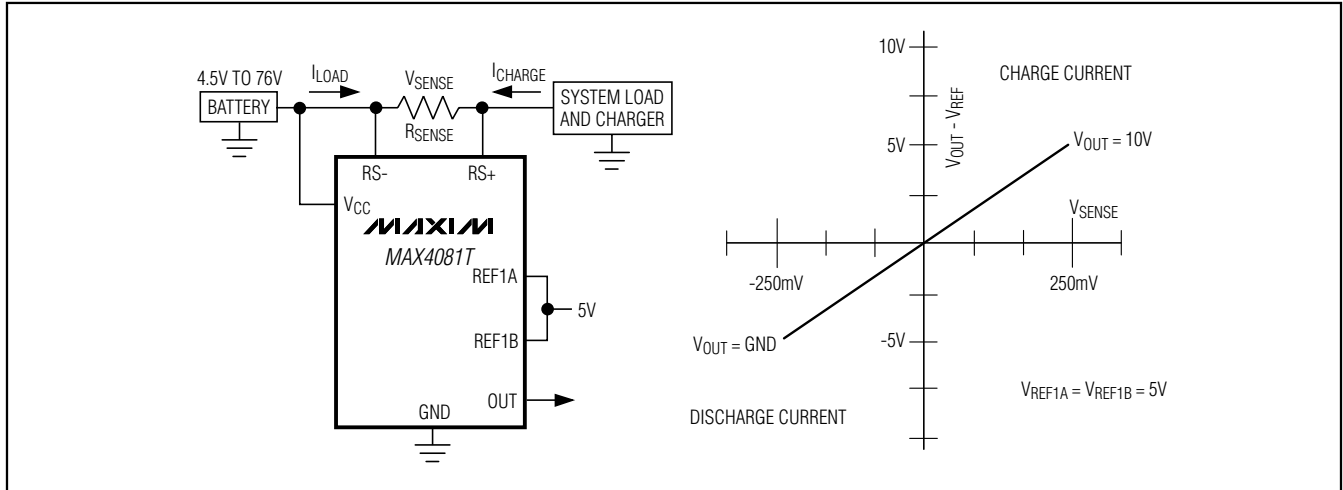 4.5V TO 76V
BATTERY
ILOAD
VSENSE
RSENSE
ICHARGE
SYSTEM LOAD
AND CHARGER
RS-
RS+
VCC
MAXIM
MAX4081T
REF1A
5V
REF1B
OUT
GND
10V
CHARGE CURRENT
VOUT - VREF
5V
VOUT = 10V
VSENSE
-250mV
250mV
VOUT = GND
-5V
VREF1A = VREF1B = 5V
DISCHARGE CURRENT